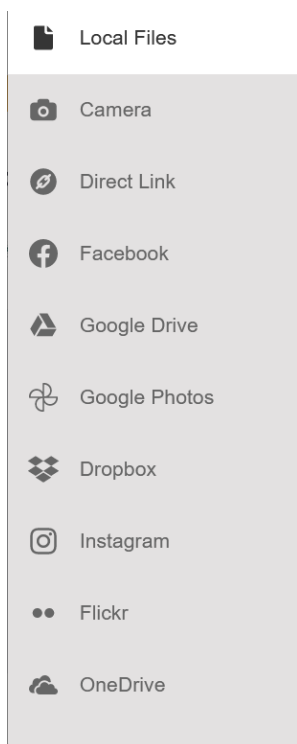 Local Files
Camera
Direct Link
Facebook
Google Drive
Google Photos
Dropbox
Instagram
Flickr
OneDrive